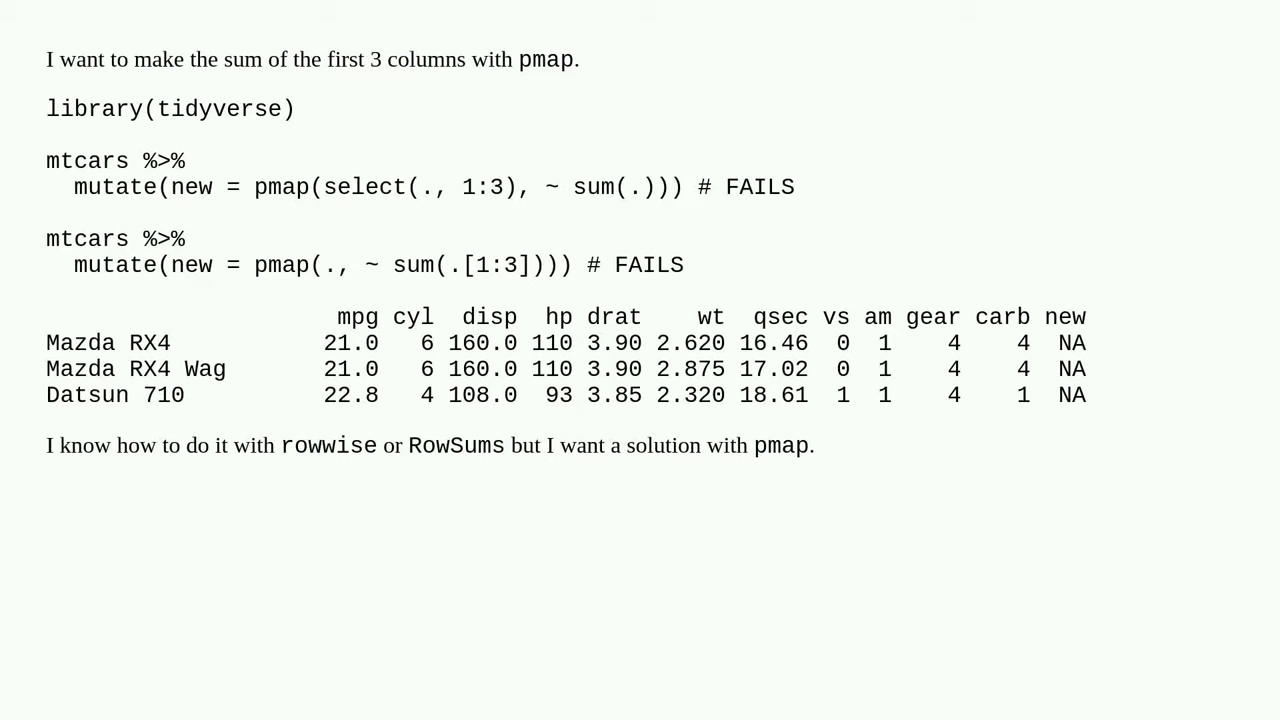 I want to make the sum of the first 3 columns with pmap.
library(tidyverse)
mtcars %>%
  mutate(new = pmap(select(., 1:3), ~ sum(.))) # FAILS
mtcars %>%
  mutate(new = pmap(., ~ sum(.[1:3]))) # FAILS
                     mpg cyl  disp  hp drat    wt  qsec vs am gear carb new
Mazda RX4           21.0   6 160.0 110 3.90 2.620 16.46  0  1    4    4  NA
Mazda RX4 Wag       21.0   6 160.0 110 3.90 2.875 17.02  0  1    4    4  NA
Datsun 710          22.8   4 108.0  93 3.85 2.320 18.61  1  1    4    1  NA
I know how to do it with rowwise or RowSums but I want a solution with pmap.